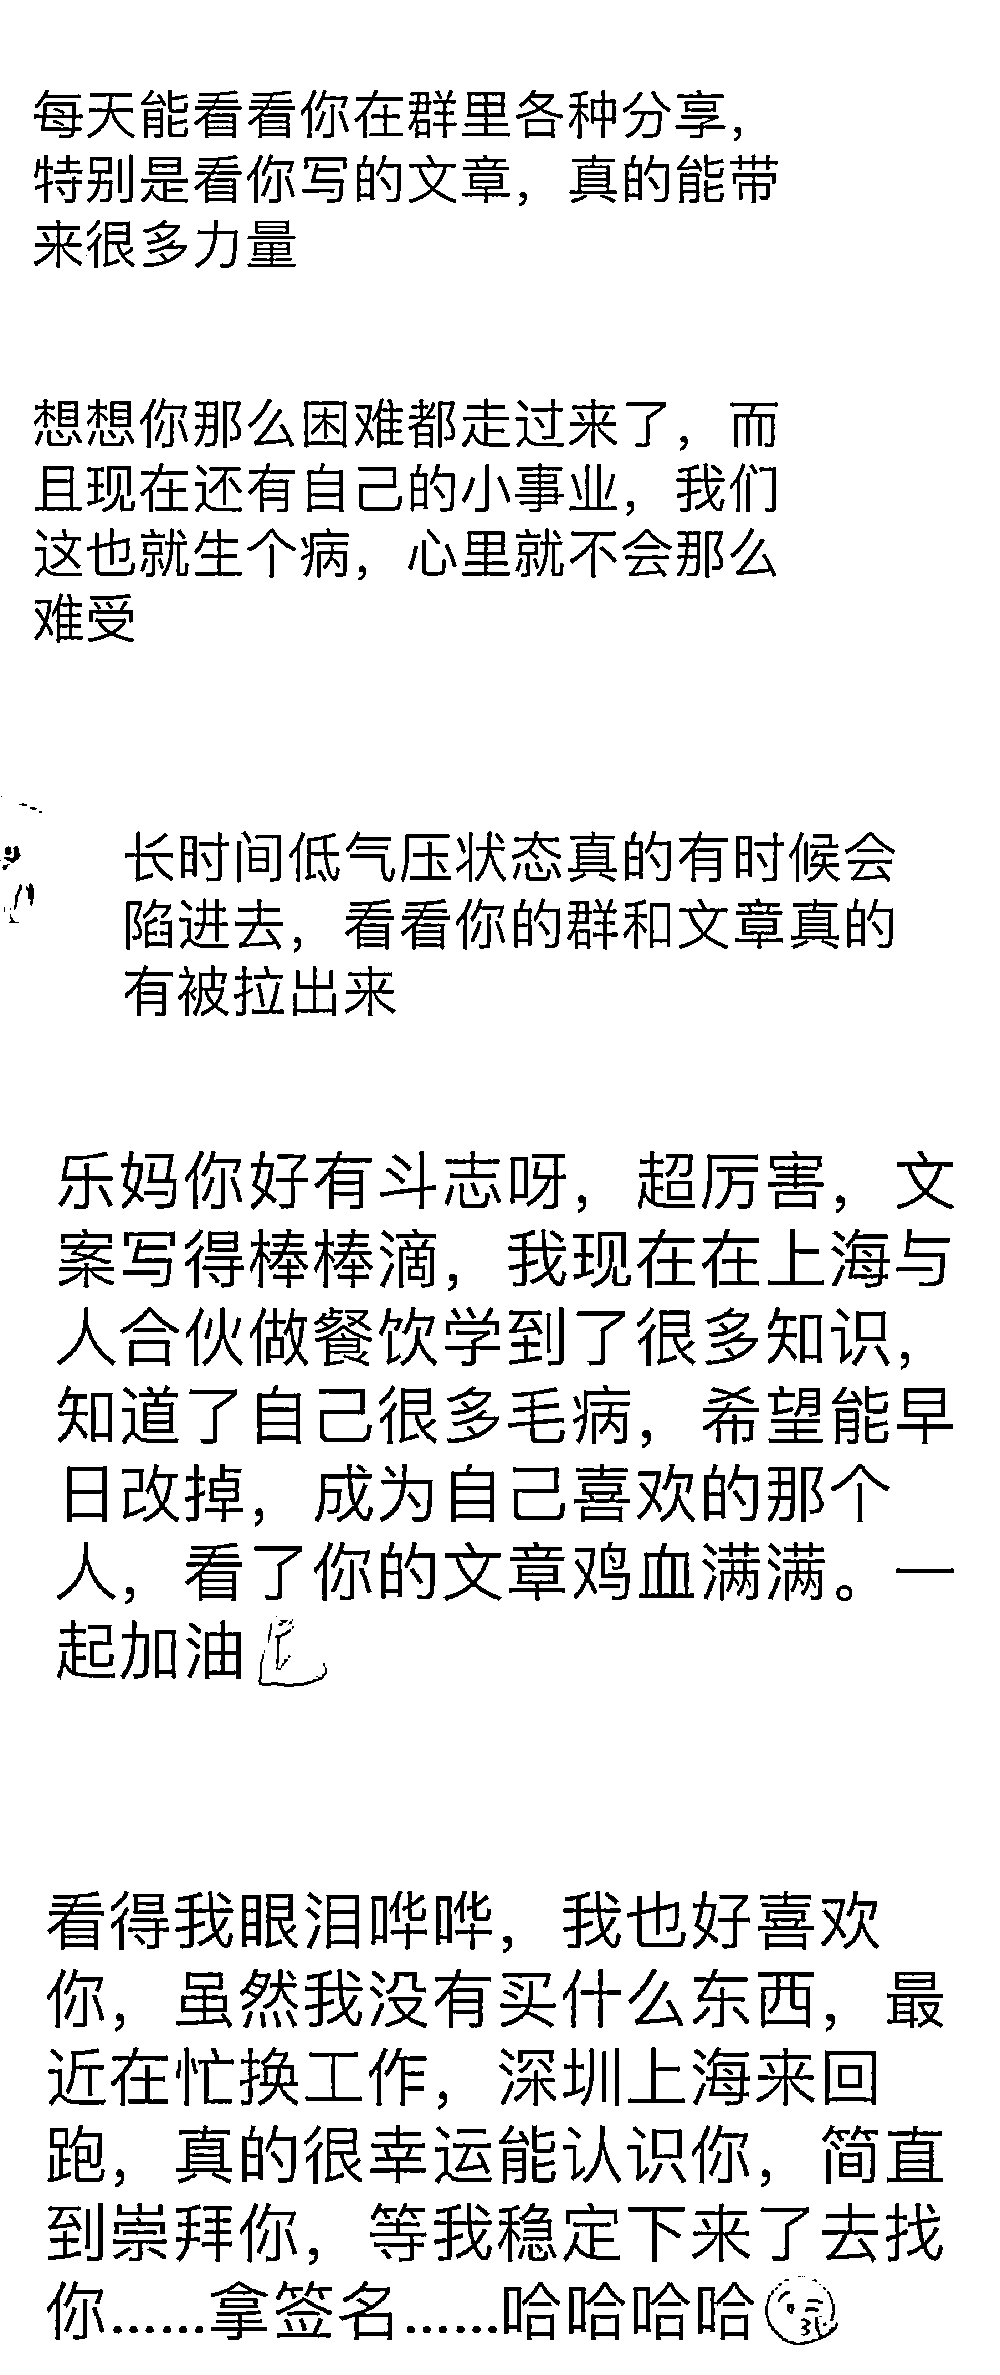 每天能看看你在群里各种分享，
特别是看你写的文章，真的能带
来很多力量
想想你那么困难都走过来了，而
且现在还有自己的小事业，我们
这也就生个病，心里就不会那么
难受
长时间低气压状态真的有时候会
陷进去，看看你的群和文章真的
有被拉出来
乐妈你好有斗志呀，超厉害，文
案写得棒棒滴，我现在在上海与
人合伙做餐饮学到了很多知识，
知道了自己很多毛病，希望能早
日改掉，成为自己喜欢的那个
人，看了你的文章鸡血满满。一
起加油
看得我眼泪哗哗，我也好喜欢
你，虽然我没有买什么东西，最
近在忙换工作，深圳上海来回
跑，真的很幸运能认识你，简直
到崇拜你，等我稳定下来了去找
你……拿签名……哈哈哈哈